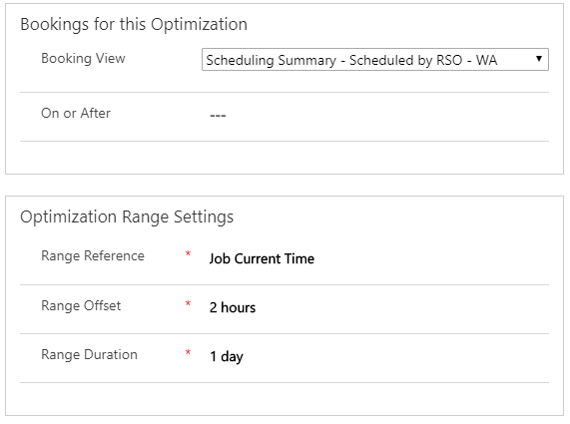 Bookings for this Optimization
Booking View Scheduling Summary - Scheduled by RSO - WA
On or After ---
Optimization Range Settings
Range Reference * Job Current Time
Range Offset * 2 hours
Range Duration * 1 day